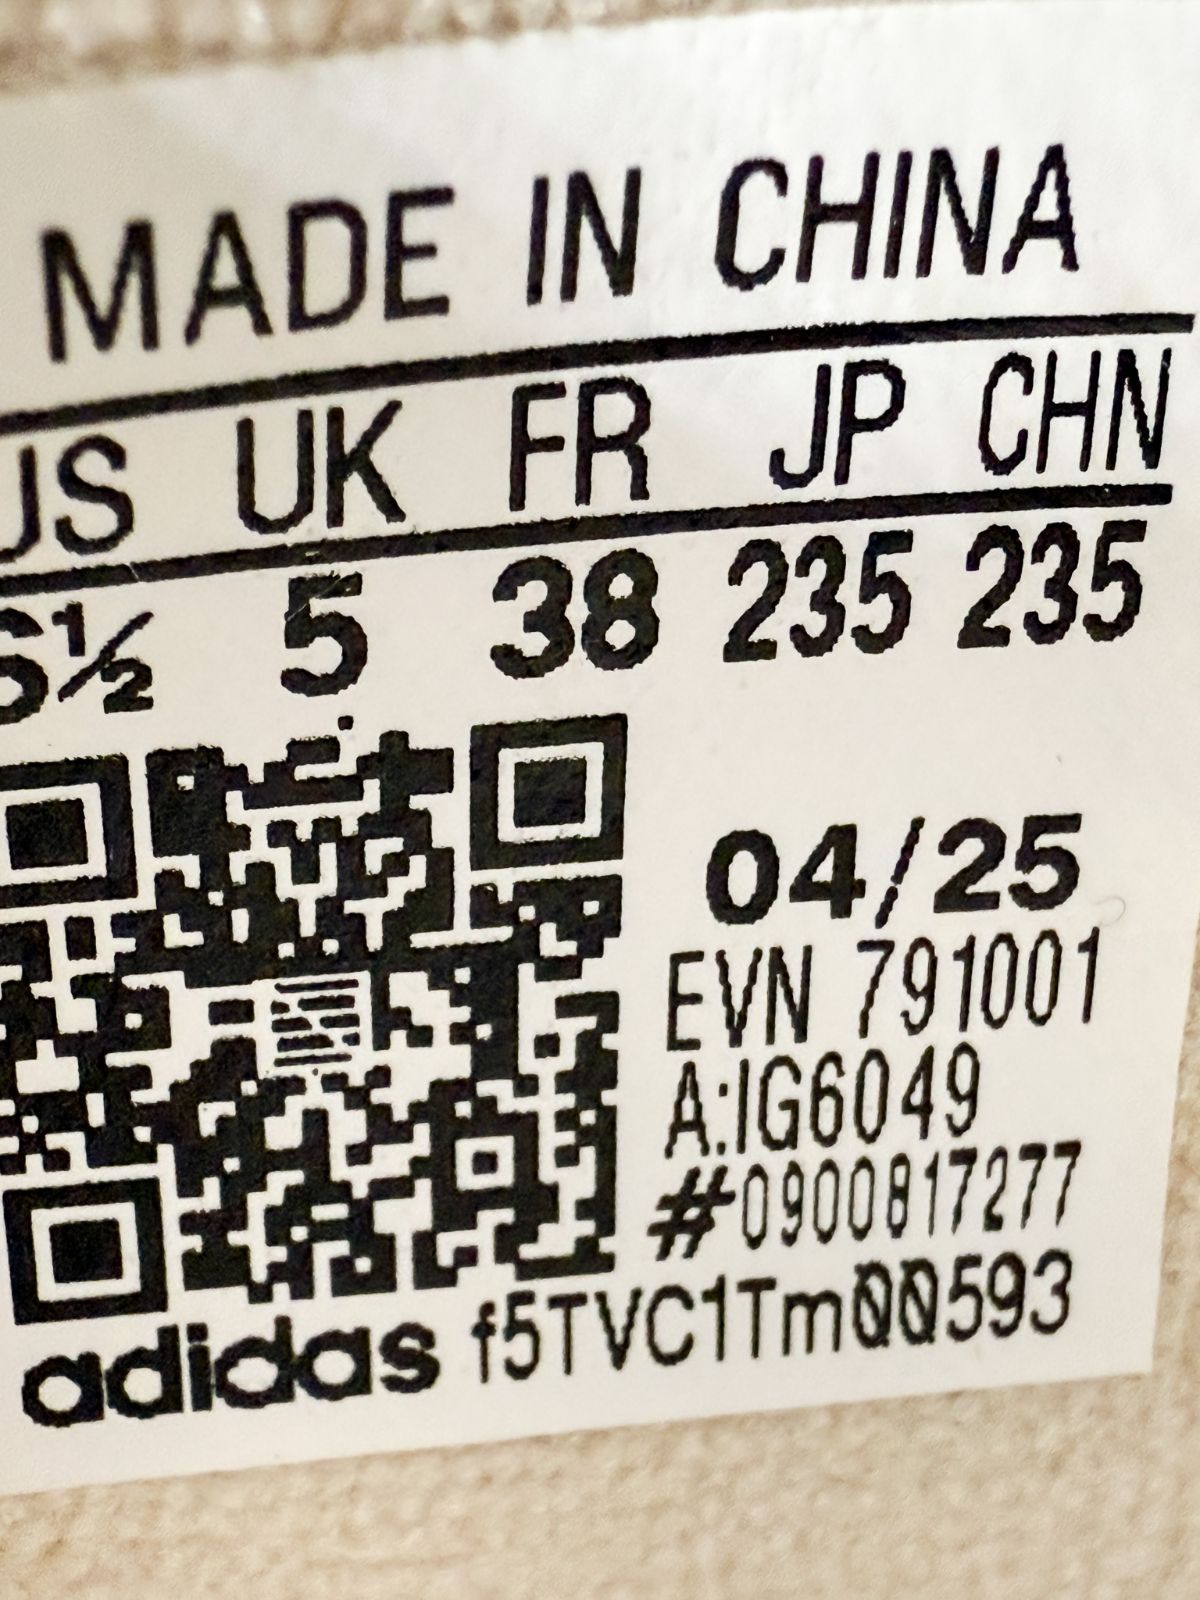 MADE IN CHINA
US UK FR JP CHN
5 38 235 235
04/25
EVN 791001
A:IG6049
#0900817277
adidas f5TVC1Tm00593